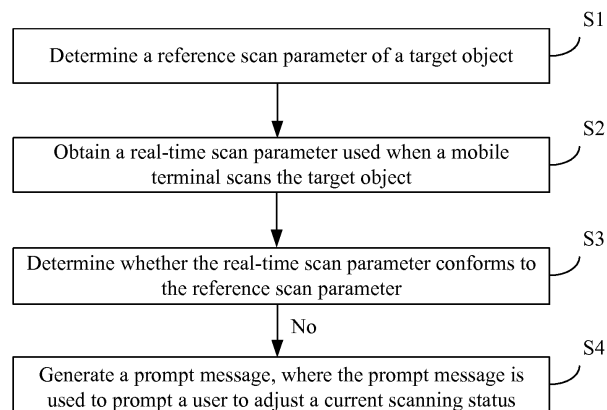 S1
Determine a reference scan parameter of a target object
S2
Obtain a real-time scan parameter used when a mobile
terminal scans the target object
S3
Determine whether the real-time scan parameter conforms to
the reference scan parameter
No
S4
Generate a prompt message, where the prompt message is
used to prompt a user to adjust a current scanning status